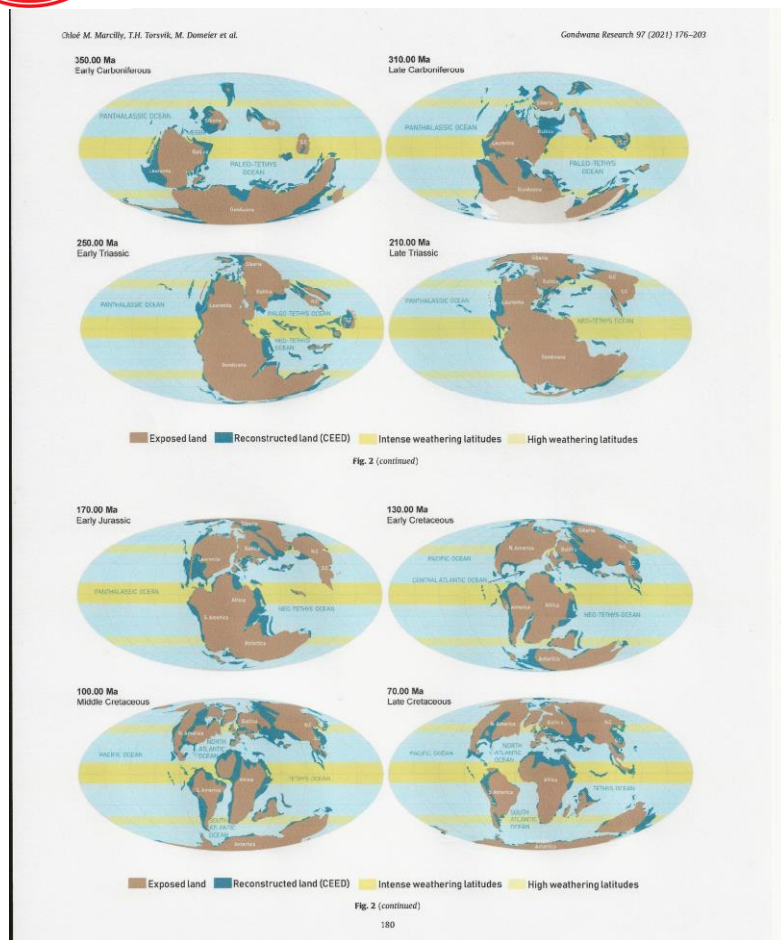 Chloé M. Marcilly, T.H. Torsvik, M. Domeier et al.
Gondwana Research 97 (2021) 176–203
350.00 Ma
Early Carboniferous
PANTHALASSIC OCEAN
Siberia
Baltica
Laurentia
PALEO-TETHYS
OCEAN
Gondwana
310.00 Ma
Late Carboniferous
PANTHALASSIC OCEAN
Siberia
Baltica
Laurentia
PALEO-TETHYS
OCEAN
Gondwana
250.00 Ma
Early Triassic
PANTHALASSIC OCEAN
Siberia
Baltica
Laurentia
N.C
PALEO-TETHYS OCEAN
NEO-TETHYS
OCEAN
Gondwana
210.00 Ma
Late Triassic
PANTHALASSIC OCEAN
Siberia
N.C
S.C
Baltica
Laurentia
NEO-TETHYS OCEAN
Gondwana
Exposed land Reconstructed land (CEED) Intense weathering latitudes High weathering latitudes
Fig. 2 (continued)
170.00 Ma
Early Jurassic
Siberia
Laurentia
Baltica
N.C
S.C
PANTHALASSIC OCEAN
Africa
NEO-TETHYS OCEAN
S.America
Antarctica
130.00 Ma
Early Cretaceous
Siberia
N.America
Baltica
N.C
S.C
PACIFIC OCEAN
CENTRAL ATLANTIC OCEAN
S.America
Africa
NEO-TETHYS OCEAN
Antarctica
100.00 Ma
Middle Cretaceous
Baltica
N.America
N.C
NORTH
ATLANTIC
OCEAN
PACIFIC OCEAN
S.America
Africa
TETHYS OCEAN
SOUTH
ATLANTIC
OCEAN
America
70.00 Ma
Late Cretaceous
N.America
Baltica
N.C
PACIFIC OCEAN
NORTH
ATLANTIC
OCEAN
Africa
S.America
TETHYS OCEAN
SOUTH
ATLANTIC
OCEAN
America
Exposed land Reconstructed land (CEED) Intense weathering latitudes High weathering latitudes
Fig. 2 (continued)
180